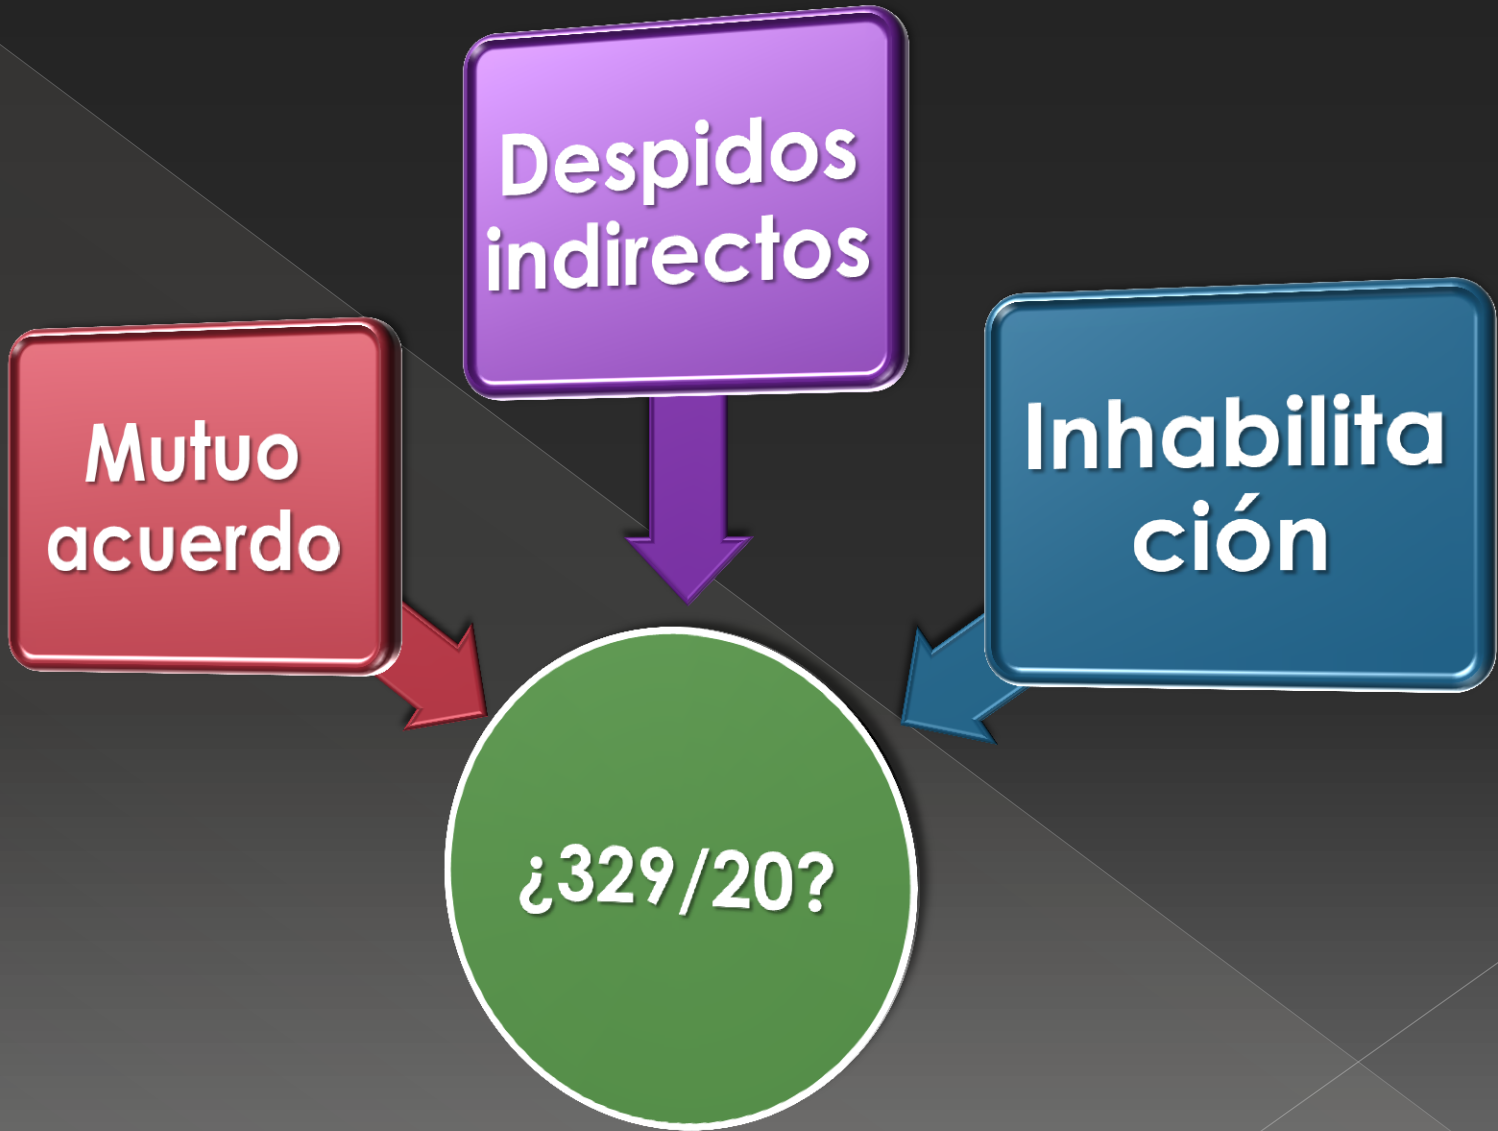 Despidos
indirectos
Mutuo
acuerdo
Inhabilita
ción
¿329/20?